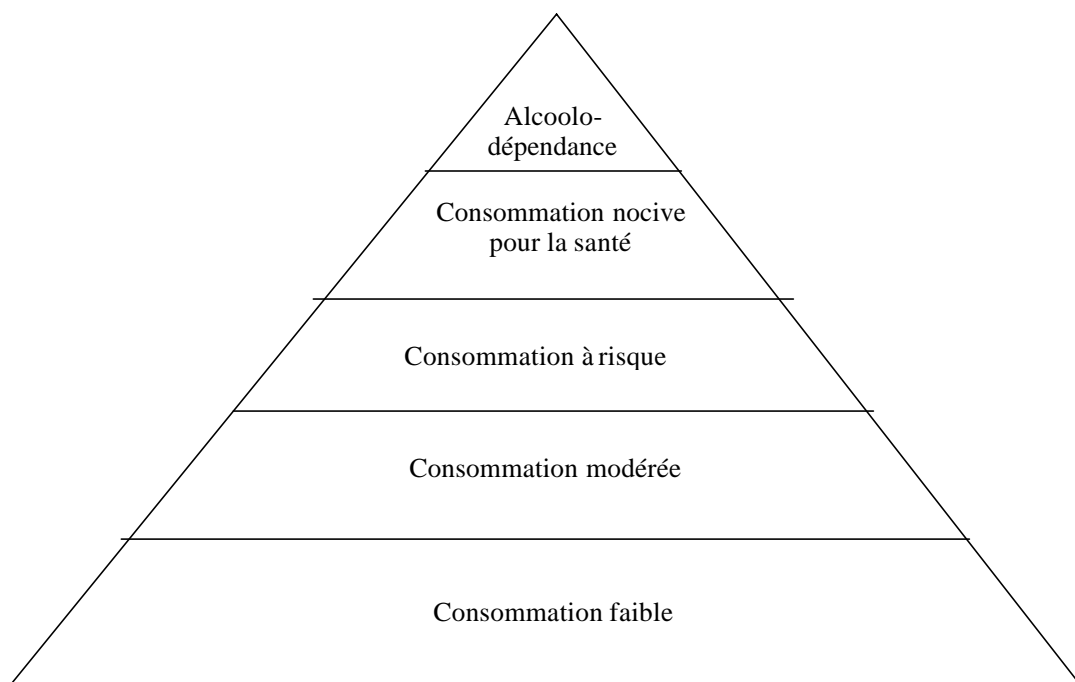 Alcoolo-
dépendance
Consommation nocive
pour la santé
Consommation à risque
Consommation modérée
Consommation faible